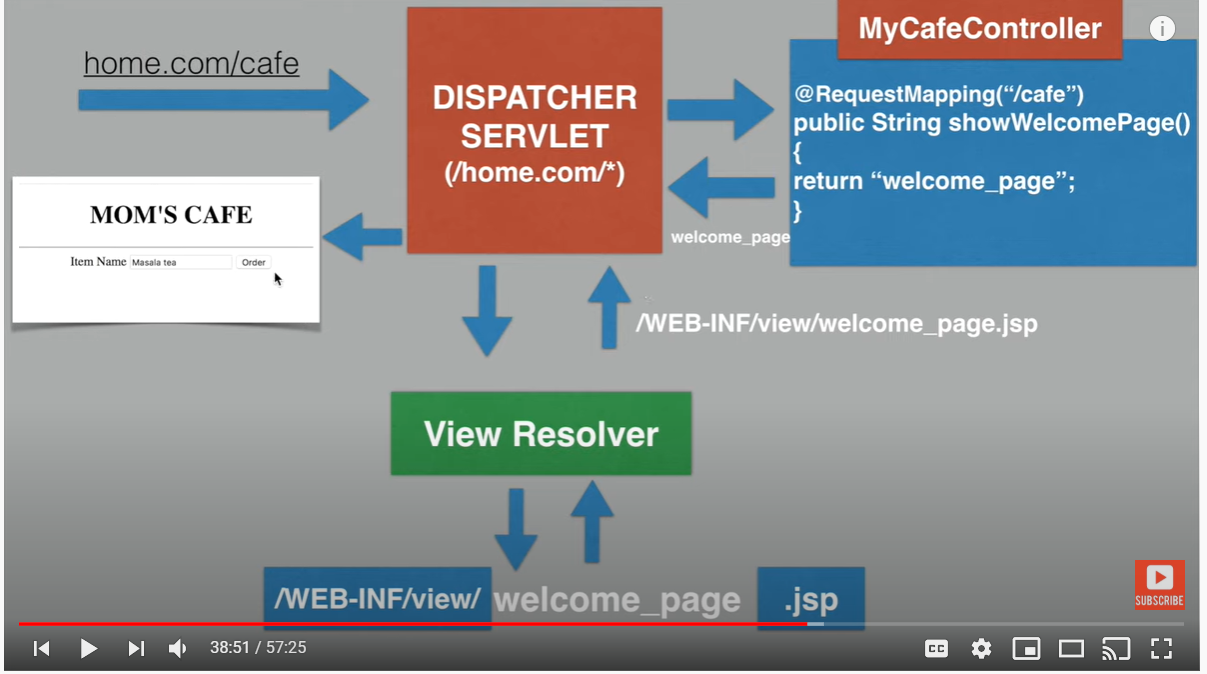 home.com/cafe
DISPATCHER
SERVLET
(/home.com/*)
MyCafeController
@RequestMapping(“/cafe”)
public String showWelcomePage()
{
return “welcome_page”;
}
welcome_page
MOM'S CAFE
Item Name Masala tea Order
/WEB-INF/view/welcome_page.jsp
View Resolver
/WEB-INF/view/ welcome_page .jsp
SUBSCRIBE
38:51 / 57:25
CC